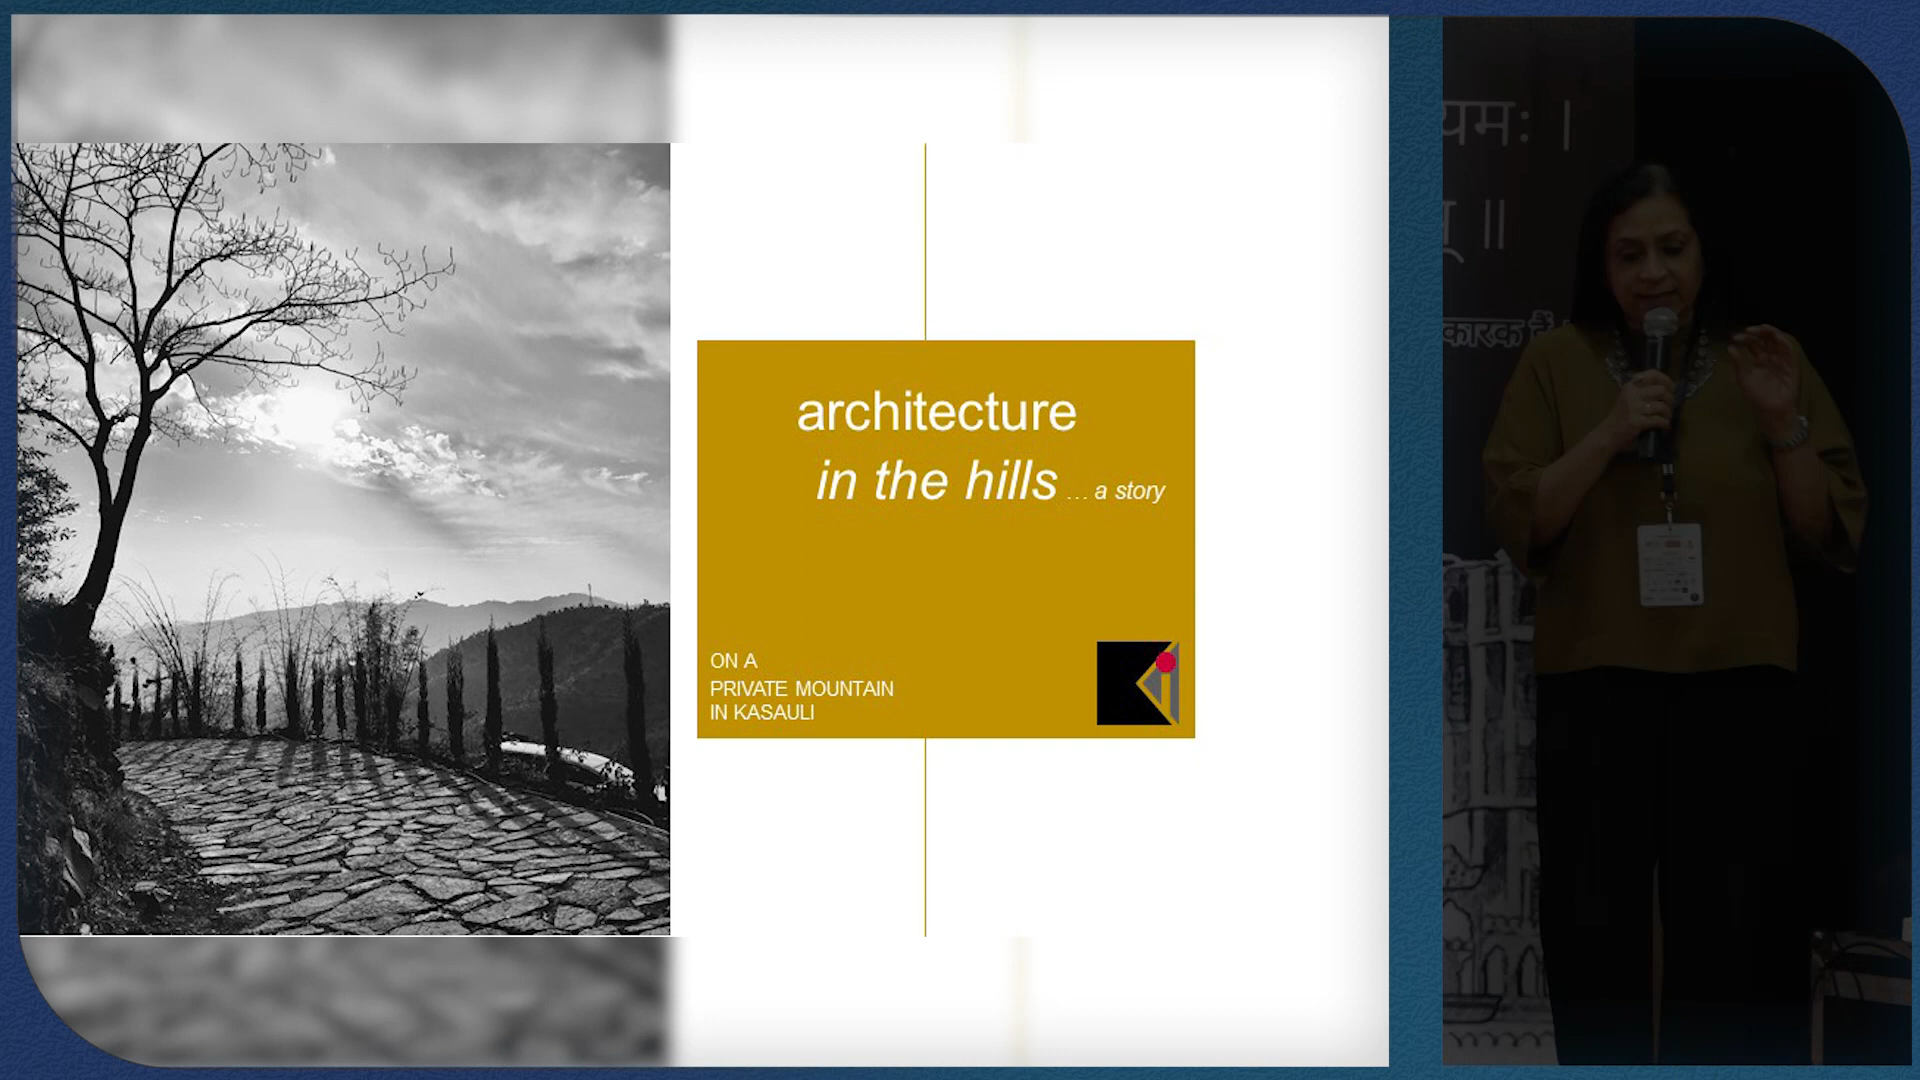 architecture
in the hills ... a story
ON A
PRIVATE MOUNTAIN
IN KASAULI
यमः ।
॥
कारक हैं